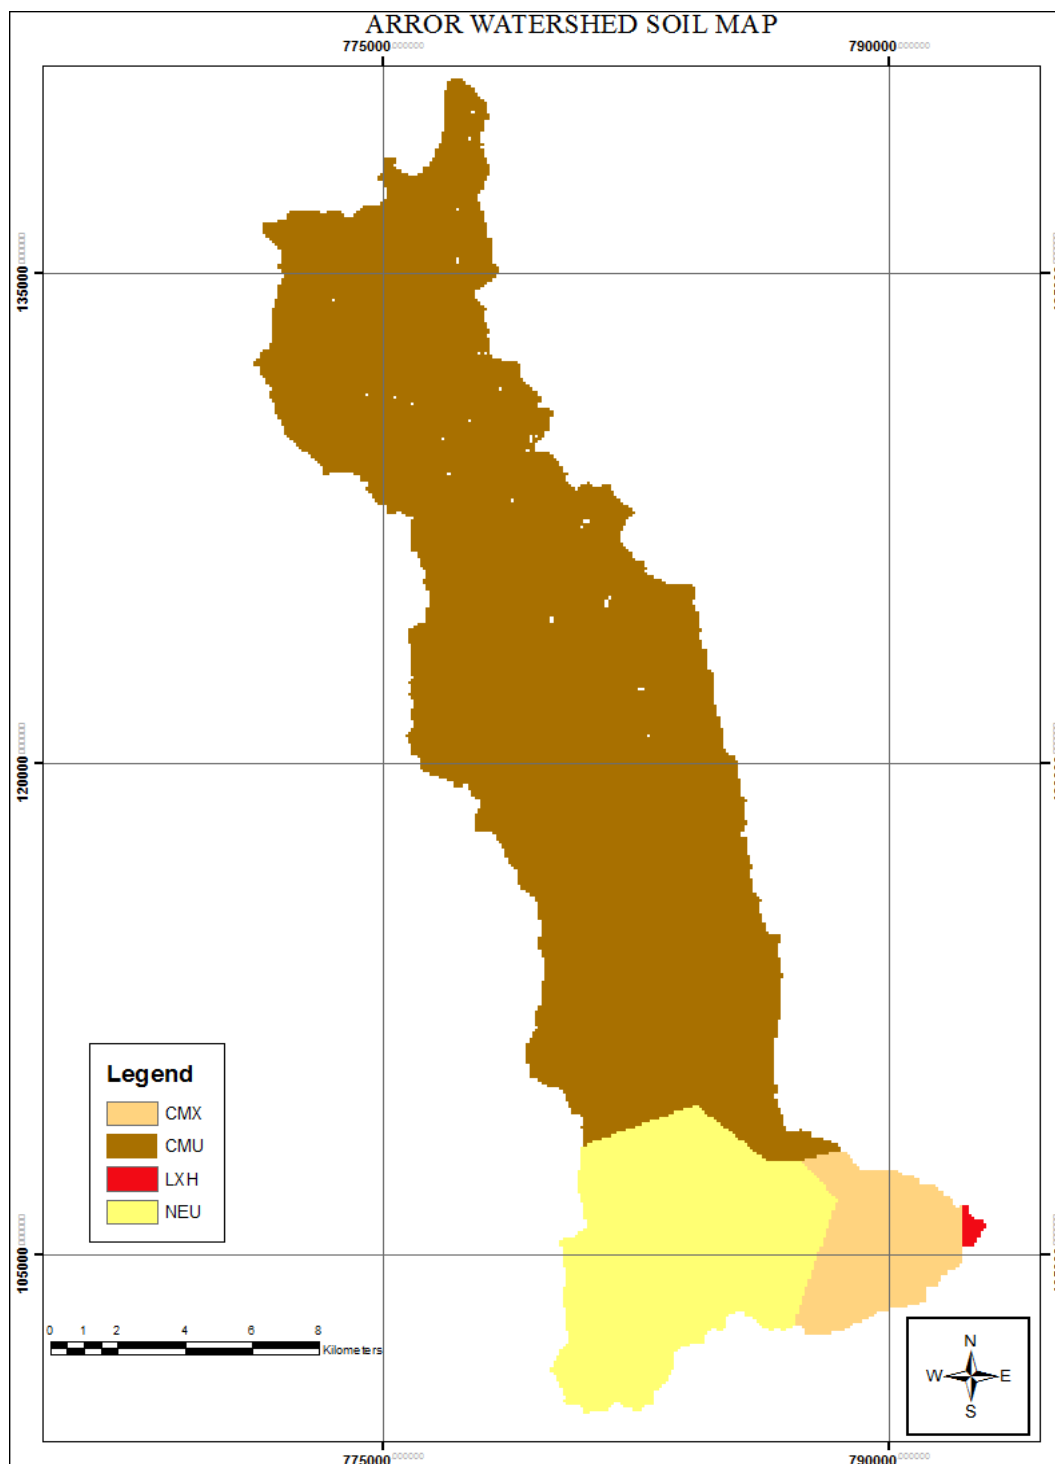 ARROR WATERSHED SOIL MAP
775000 790000
135000
120000
105000
Legend
CMX
CMU
LXH
NEU
0 1 2 4 6 8
Kilometers
N
W E
S
775000 790000